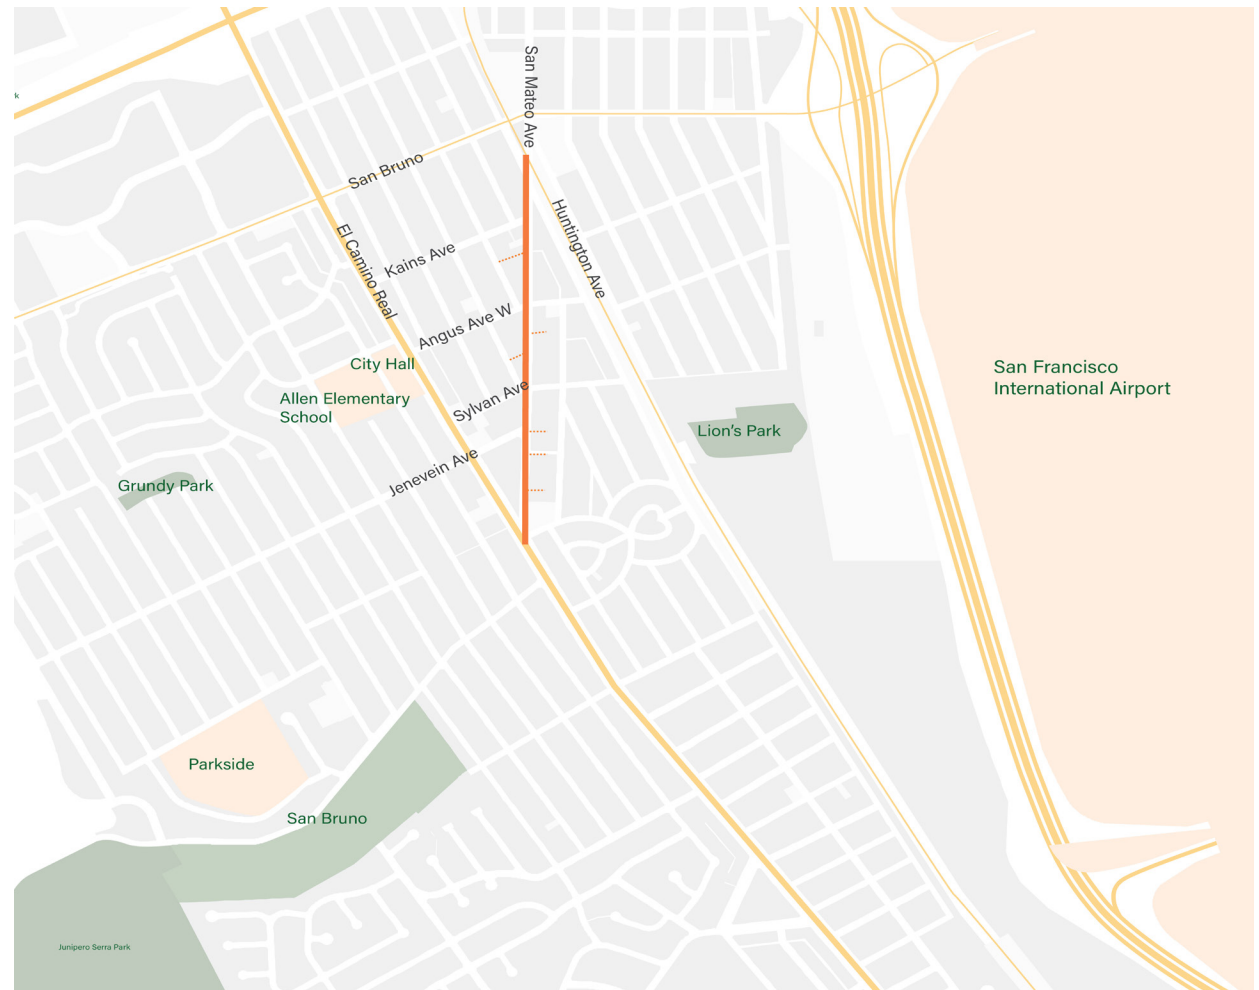 k
San Mateo Ave
San Bruno
El Camino Real
Kains Ave
Huntington Ave
Angus Ave W
City Hall
Allen Elementary
School
Sylvan Ave
San Francisco
International Airport
Lion's Park
Jenevein Ave
Grundy Park
Parkside
San Bruno
Junipero Serra Park